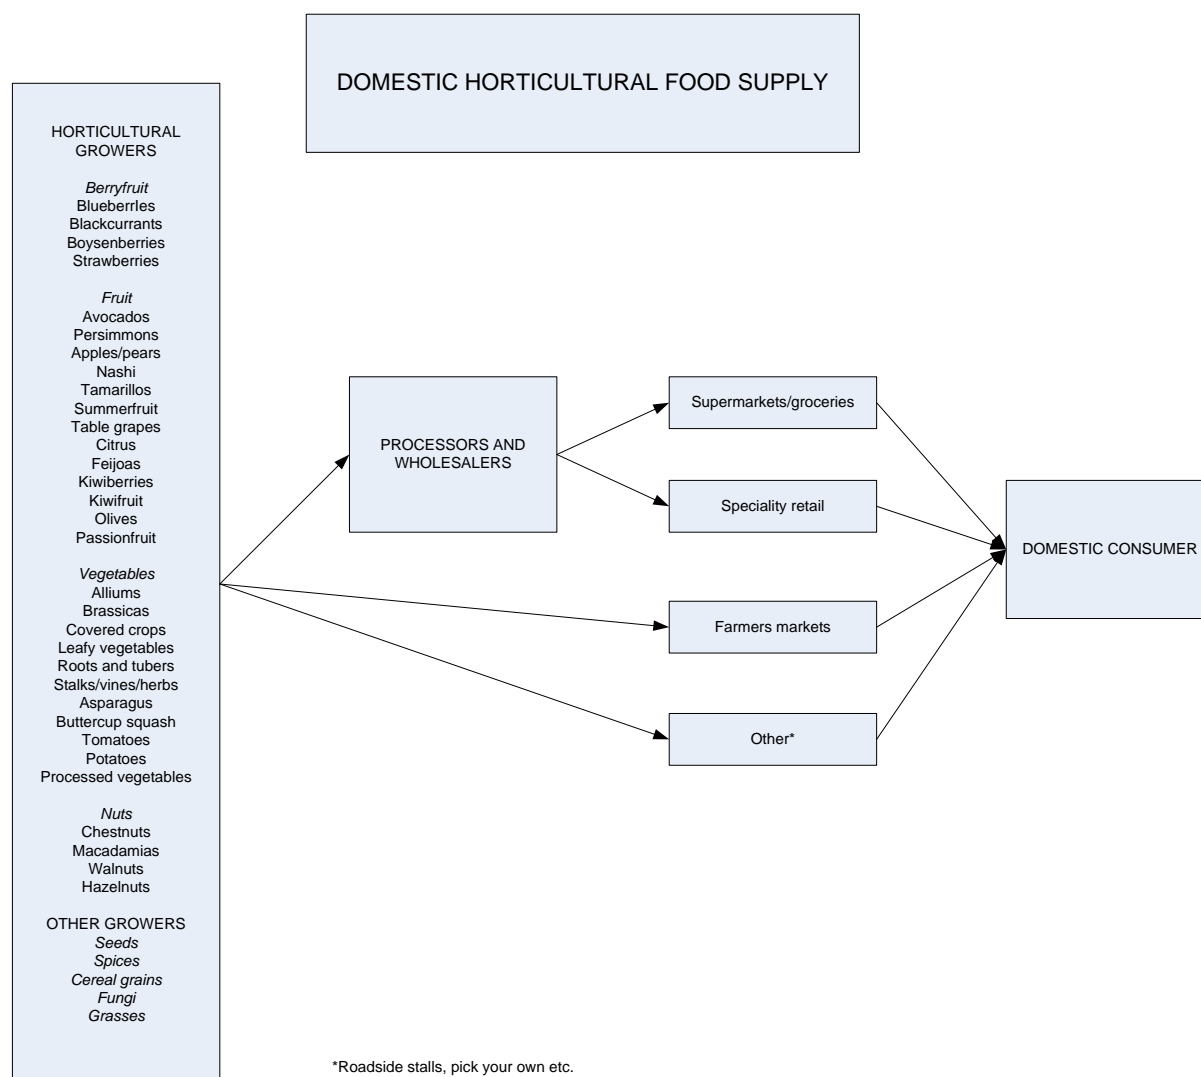 DOMESTIC HORTICULTURAL FOOD SUPPLY
HORTICULTURAL
GROWERS
Berryfruit
Blueberrles
Blackcurrants
Boysenberries
Strawberries
Fruit
Avocados
Persimmons
Apples/pears
Nashi
Tamarillos
Summerfruit
Table grapes
Citrus
Feijoas
Kiwiberries
Kiwifruit
Olives
Passionfruit
Vegetables
Alliums
Brassicas
Covered crops
Leafy vegetables
Roots and tubers
Stalks/vines/herbs
Asparagus
Buttercup squash
Tomatoes
Potatoes
Processed vegetables
Nuts
Chestnuts
Macadamias
Walnuts
Hazelnuts
OTHER GROWERS
Seeds
Spices
Cereal grains
Fungi
Grasses
PROCESSORS AND
WHOLESALERS
Supermarkets/groceries
Speciality retail
Farmers markets
Other*
DOMESTIC CONSUMER
*Roadside stalls, pick your own etc.